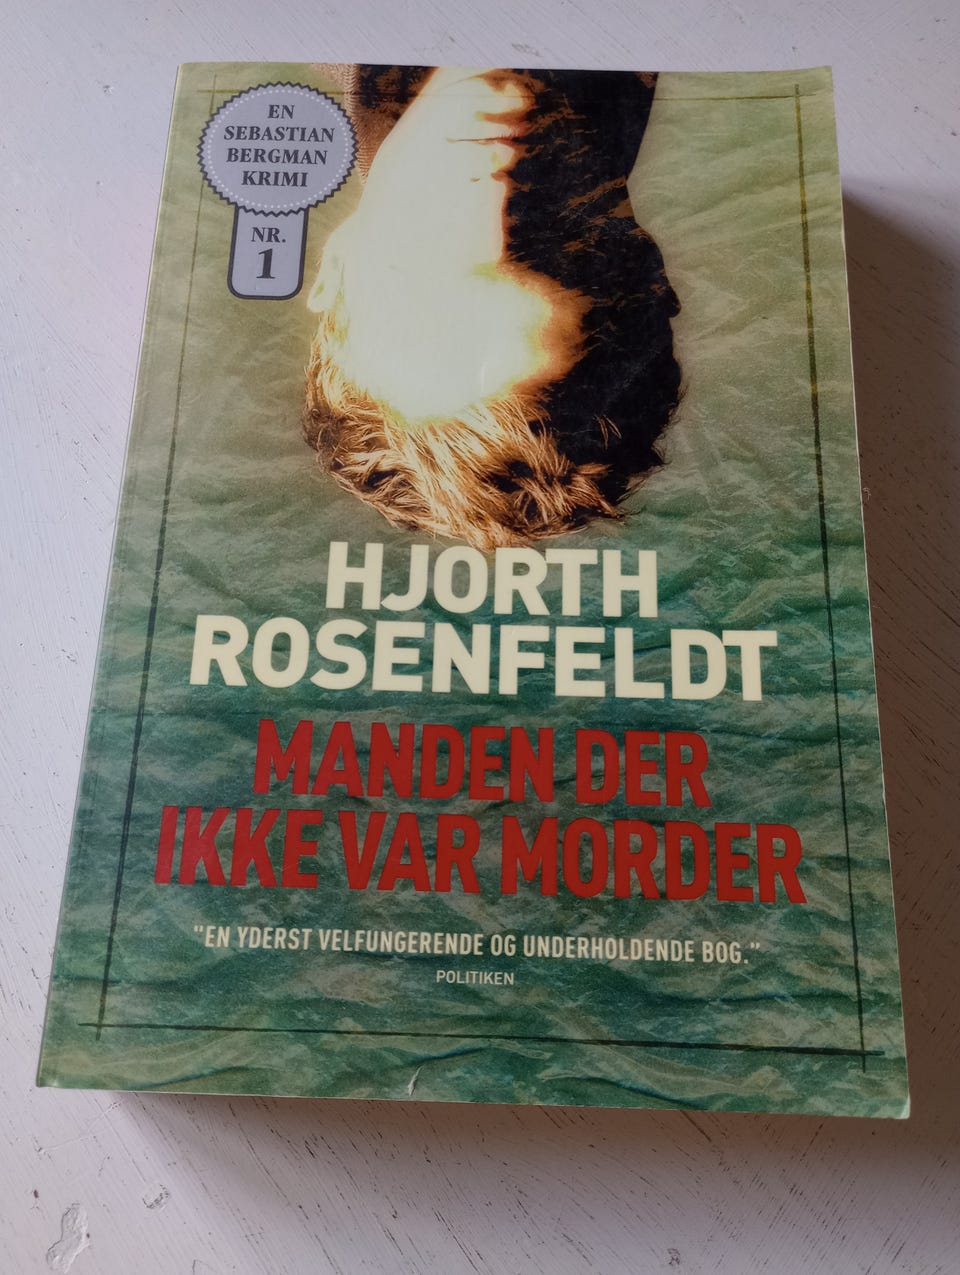 EN
SEBASTIAN
BERGMAN
KRIMI
NR.
1
HJORTH
ROSENFELDT
MANDEN DER
IKKE VAR MORDER
"EN YDERST VELFUNGERENDE OG UNDERHOLDENDE BOG."
POLITIKEN